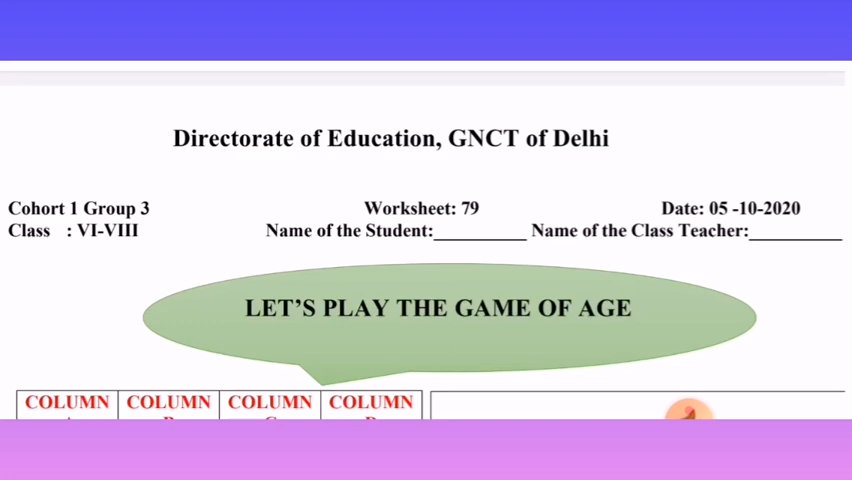 Directorate of Education, GNCT of Delhi
Cohort 1 Group 3 Worksheet: 79 Date: 05 -10-2020
Class : VI-VIII Name of the Student:__________ Name of the Class Teacher:__________
LET'S PLAY THE GAME OF AGE
COLUMN COLUMN COLUMN COLUMN